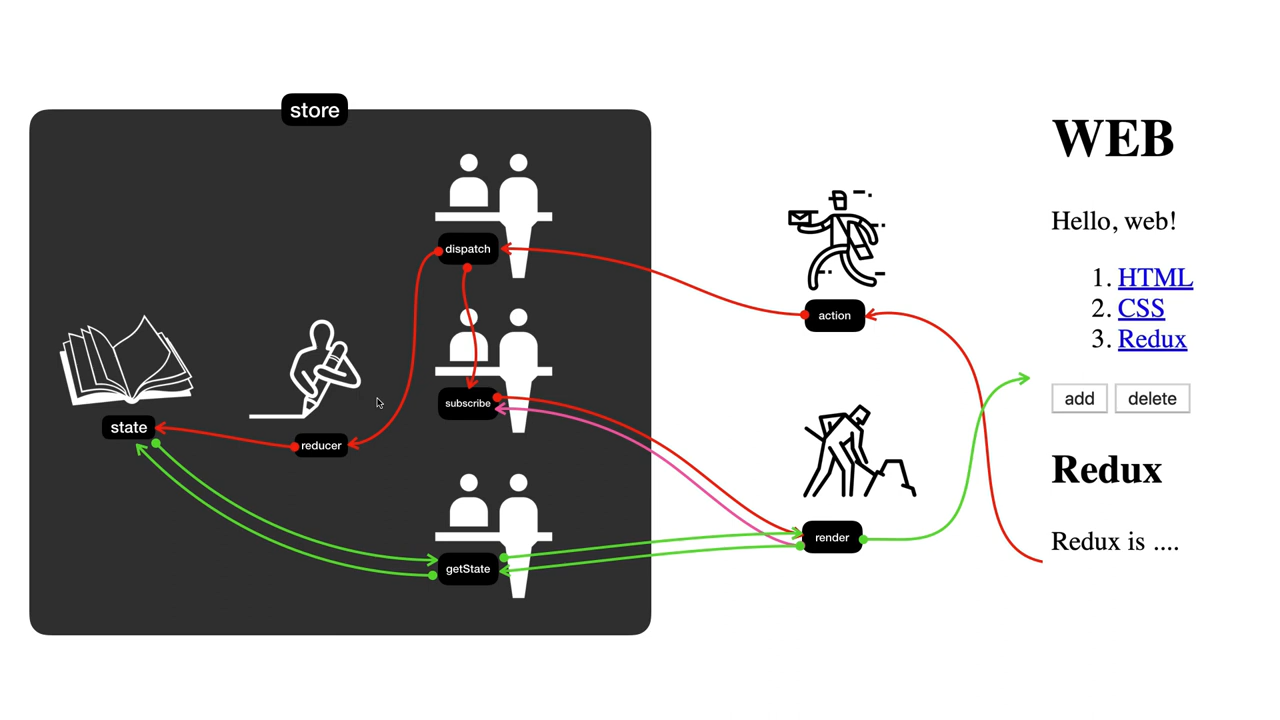 store
dispatch
subscribe
state
reducer
getState
action
render
WEB
Hello, web!
1. HTML
2. CSS
3. Redux
add delete
Redux
Redux is ....